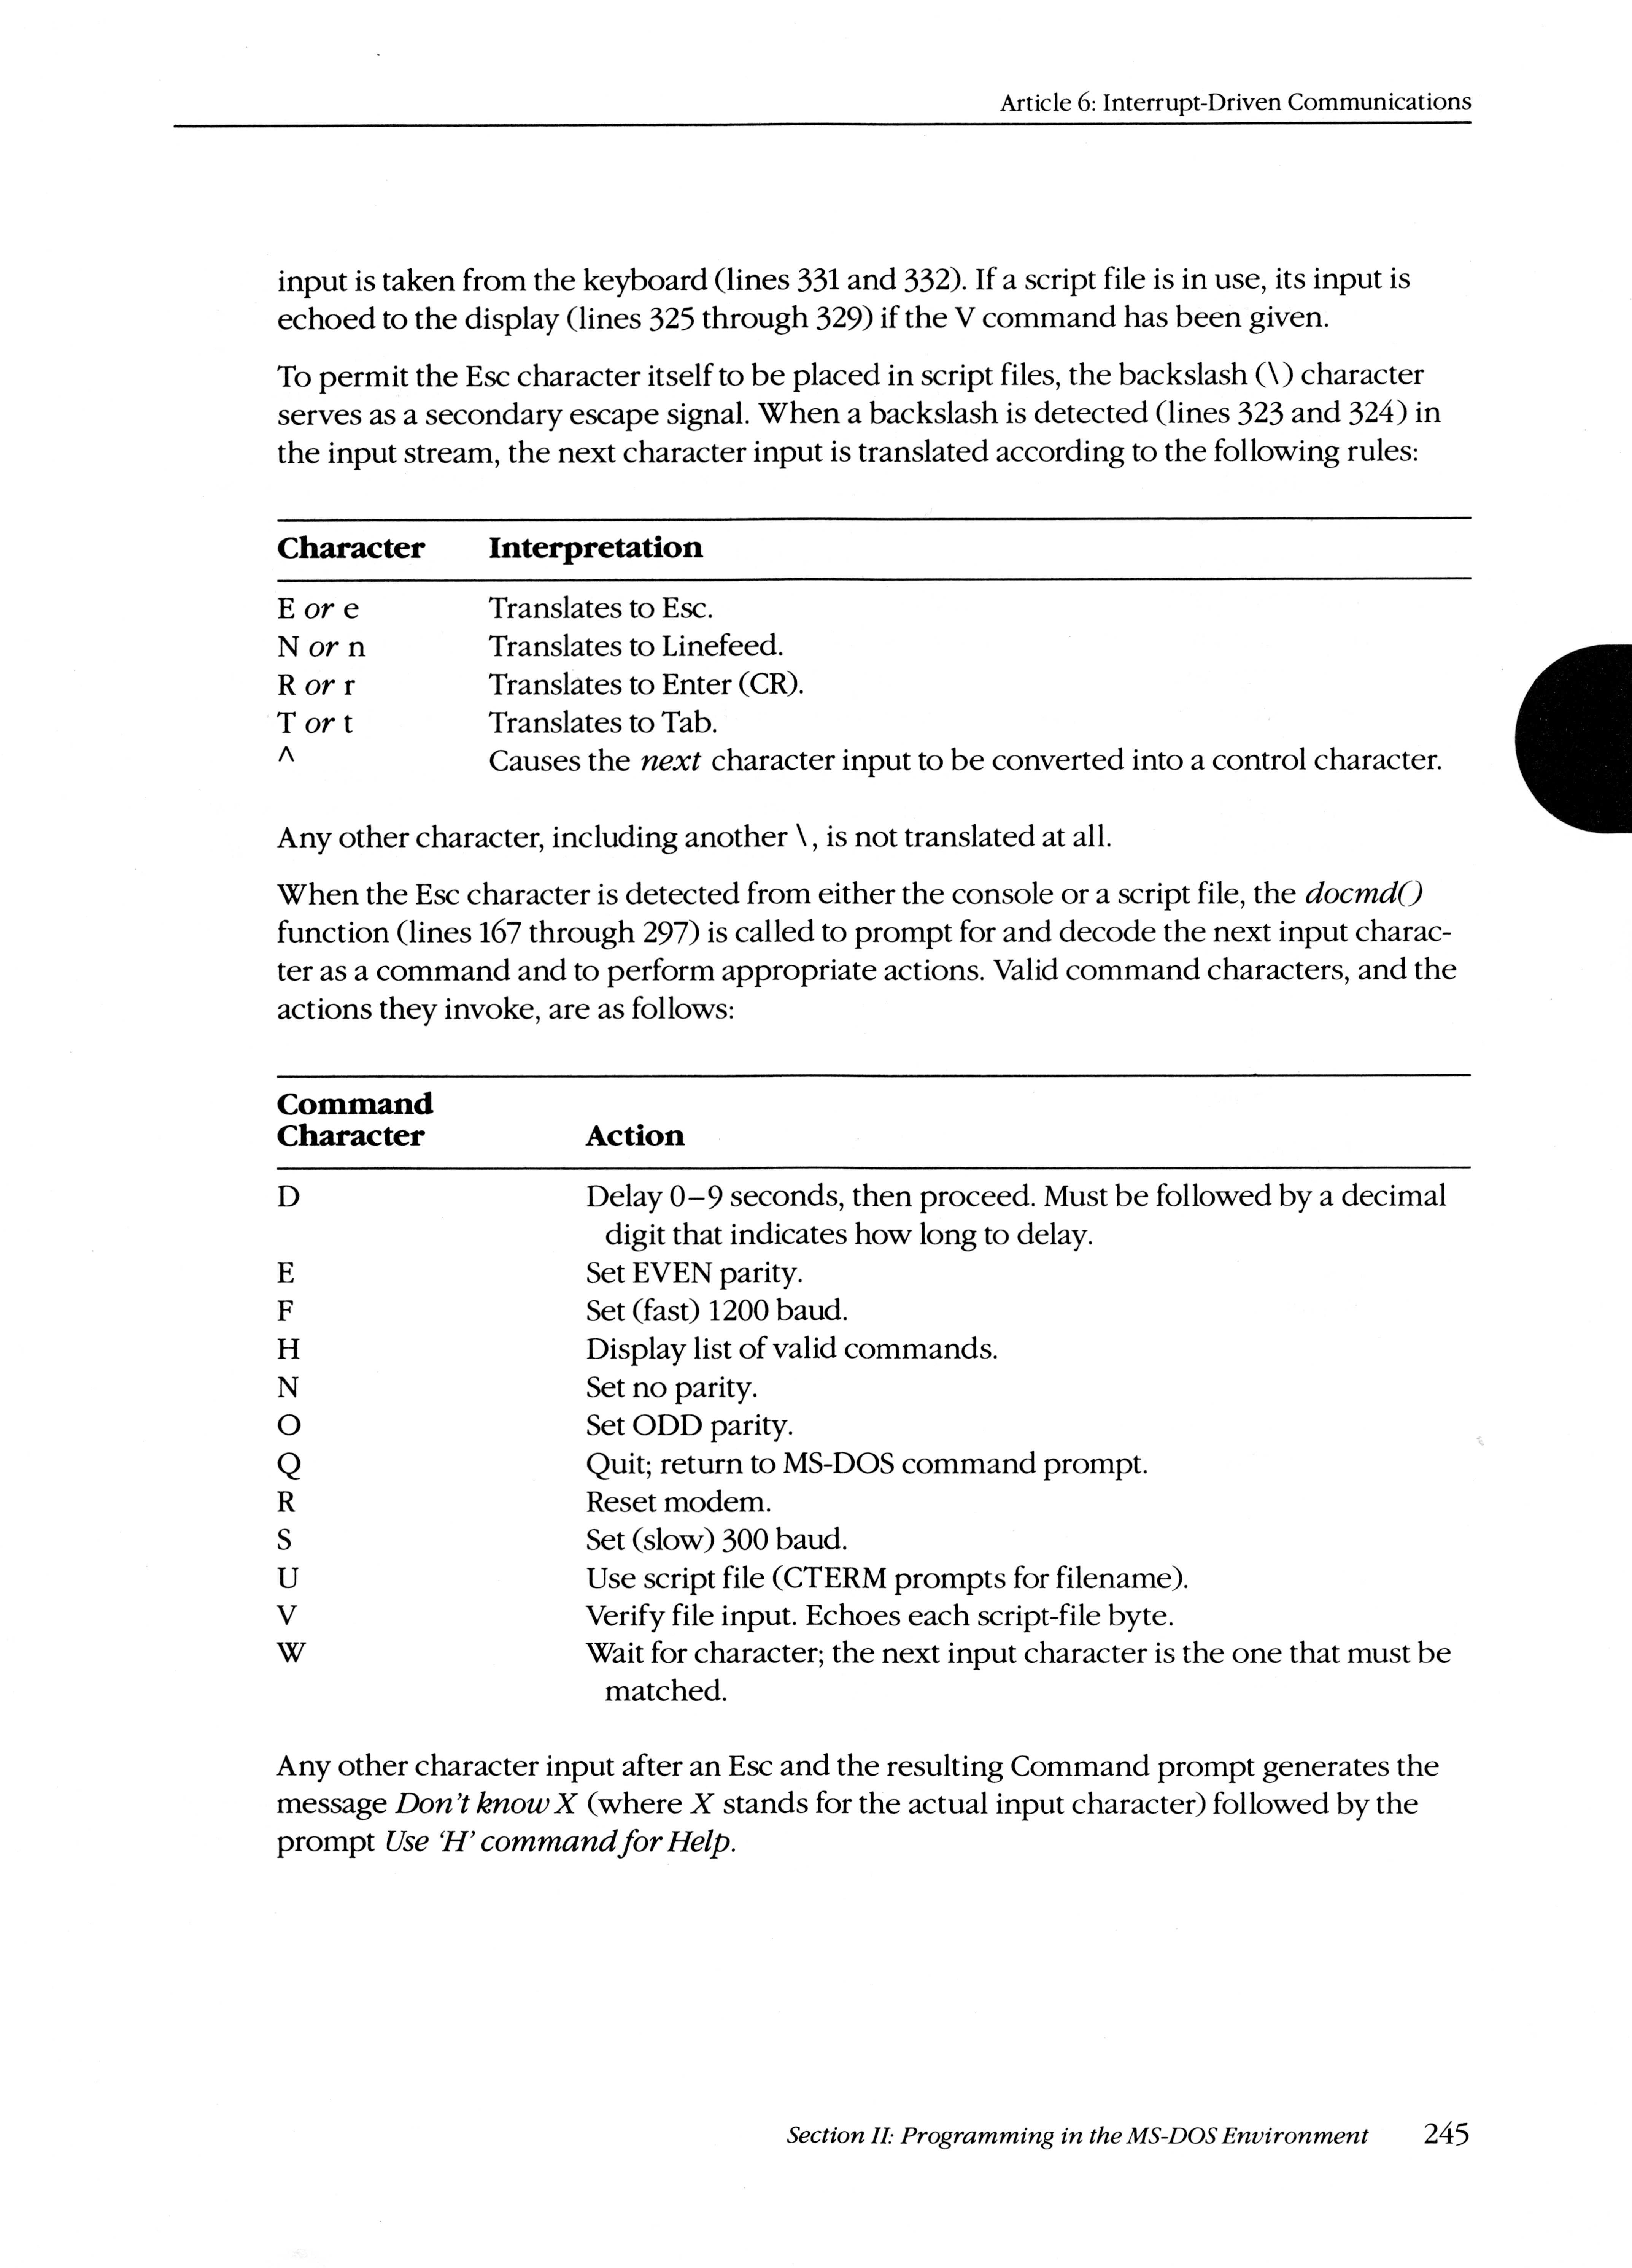 Article 6: Interrupt-Driven Communications
input is taken from the keyboard (lines 331 and 332). If a script file is in use, its input is
echoed to the display (lines 325 through 329) if the V command has been given.
To permit the Esc character itself to be placed in script files, the backslash (\) character
serves as a secondary escape signal. When a backslash is detected (lines 323 and 324) in
the input stream, the next character input is translated according to the following rules:
Character Interpretation
E or e Translates to Esc.
N or n Translates to Linefeed.
R or r Translates to Enter (CR).
T or t Translates to Tab.
^ Causes the next character input to be converted into a control character.
Any other character, including another \, is not translated at all.
When the Esc character is detected from either the console or a script file, the docmd()
function (lines 167 through 297) is called to prompt for and decode the next input charac-
ter as a command and to perform appropriate actions. Valid command characters, and the
actions they invoke, are as follows:
Command
Character Action
D Delay 0–9 seconds, then proceed. Must be followed by a decimal
digit that indicates how long to delay.
E Set EVEN parity.
F Set (fast) 1200 baud.
H Display list of valid commands.
N Set no parity.
O Set ODD parity.
Q Quit; return to MS-DOS command prompt.
R Reset modem.
S Set (slow) 300 baud.
U Use script file (CTERM prompts for filename).
V Verify file input. Echoes each script-file byte.
W Wait for character; the next input character is the one that must be
matched.
Any other character input after an Esc and the resulting Command prompt generates the
message Don't know X (where X stands for the actual input character) followed by the
prompt Use 'H' command for Help.
Section II: Programming in the MS-DOS Environment 245